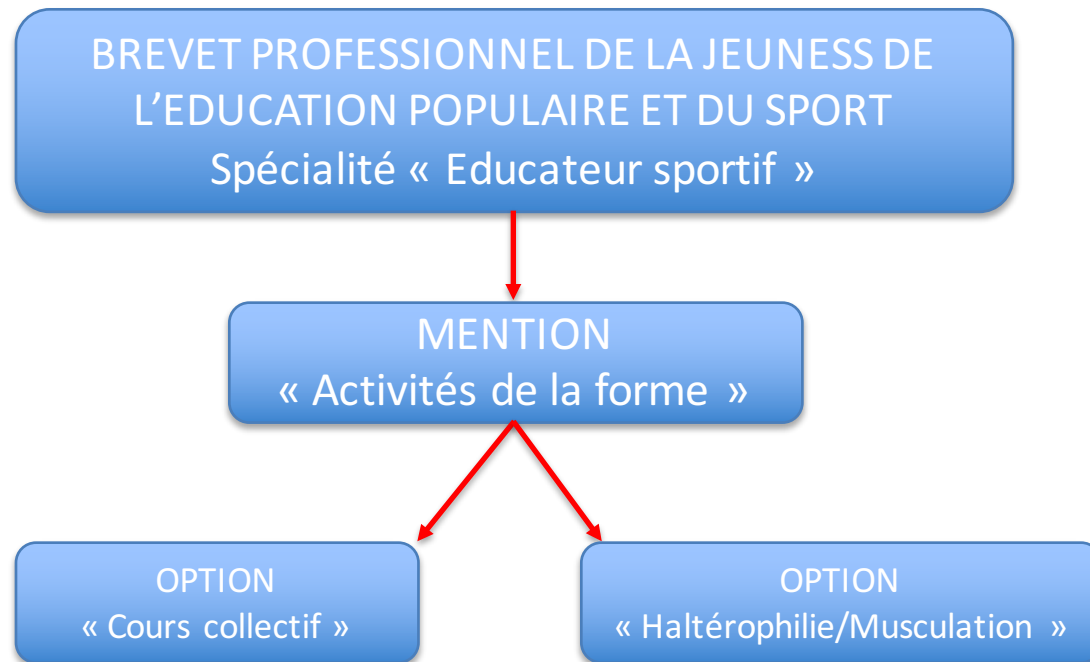 BREVET PROFESSIONNEL DE LA JEUNESS DE
L’EDUCATION POPULAIRE ET DU SPORT
Spécialité « Educateur sportif »
MENTION
« Activités de la forme »
OPTION
« Cours collectif »
OPTION
« Haltérophilie/Musculation »